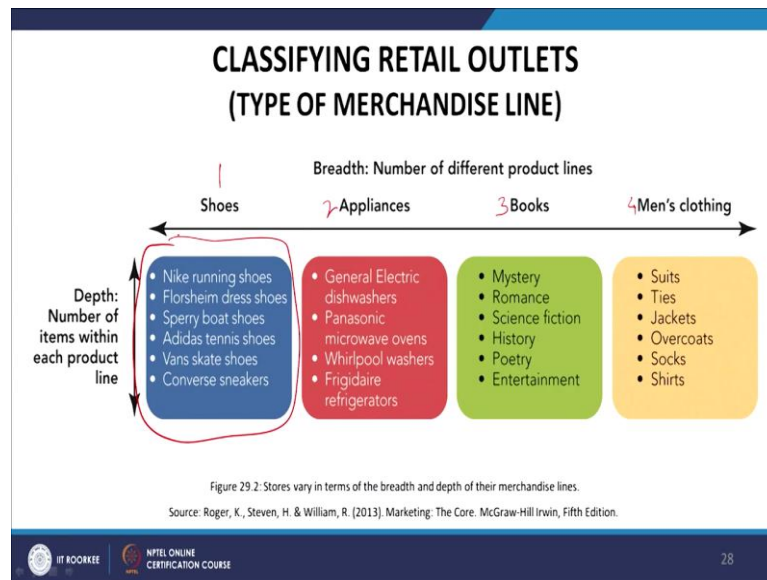 CLASSIFYING RETAIL OUTLETS
(TYPE OF MERCHANDISE LINE)
Breadth: Number of different product lines
1
Shoes
2 Appliances
3 Books
4 Men's clothing
Depth:
Number of
items within
each product
line
• Nike running shoes
• Florsheim dress shoes
• Sperry boat shoes
• Adidas tennis shoes
• Vans skate shoes
• Converse sneakers
• General Electric
dishwashers
• Panasonic
microwave ovens
• Whirlpool washers
• Frigidaire
refrigerators
• Mystery
• Romance
• Science fiction
• History
• Poetry
• Entertainment
• Suits
• Ties
• Jackets
• Overcoats
• Socks
• Shirts
Figure 29.2: Stores vary in terms of the breadth and depth of their merchandise lines.
Source: Roger, K., Steven, H. & William, R. (2013). Marketing: The Core. McGraw-Hill Irwin, Fifth Edition.
IIT ROORKEE
NPTEL ONLINE
CERTIFICATION COURSE
28